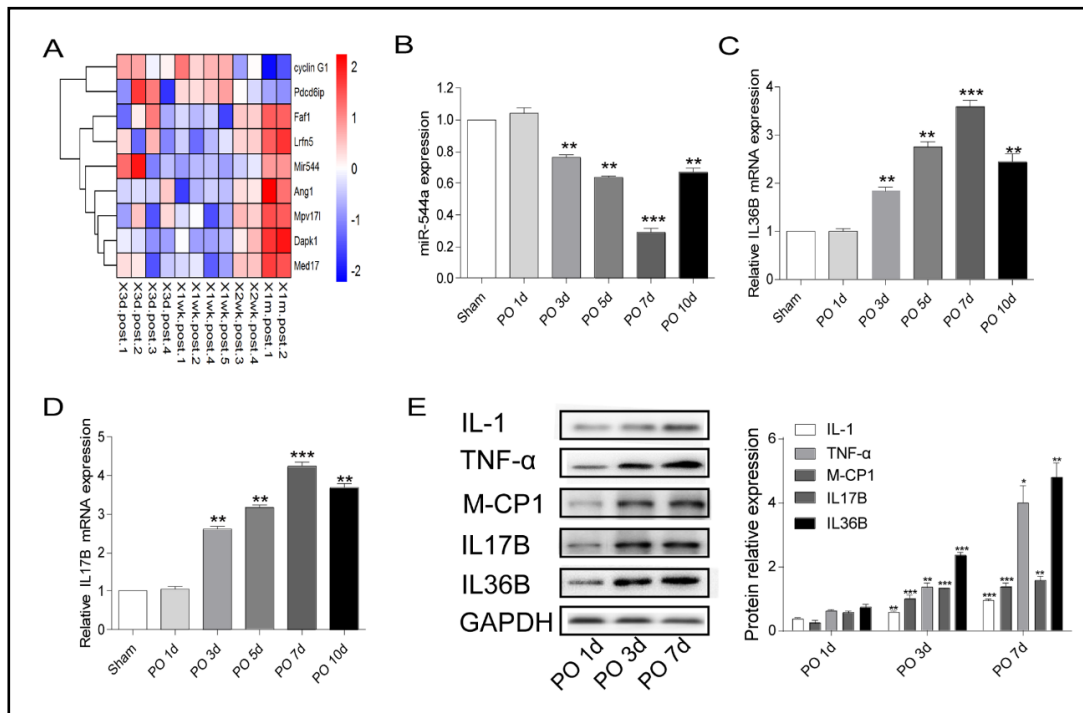 A
cyclin G1
Pdcd6ip
Faf1
Lrfn5
Mir544
Ang1
Mpv17l
Dapk1
Med17
2
1
0
-1
-2
X3d.post.1
X3d.post.2
X3d.post.3
X3d.post.4
X1wk.post.1
X1wk.post.2
X1wk.post.4
X1wk.post.5
X2wk.post.3
X2wk.post.4
X1m.post.1
X1m.post.2
B
miR-544a expression
1.2
1.0
0.8
0.6
0.4
0.2
0.0
**
**
***
**
Sham
PO 1d
PO 3d
PO 5d
PO 7d
PO 10d
C
Relative IL36B mRNA expression
4
3
2
1
0
**
**
***
**
Sham
PO 1d
PO 3d
PO 5d
PO 7d
PO 10d
D
Relative IL17B mRNA expression
5
4
3
2
1
0
**
**
***
**
Sham
PO 1d
PO 3d
PO 5d
PO 7d
PO 10d
E
IL-1
TNF-α
M-CP1
IL17B
IL36B
GAPDH
PO 1d
PO 3d
PO 7d
Protein relative expression
6
4
2
0
IL-1
TNF-α
M-CP1
IL17B
IL36B
**
***
**
***
***
***
***
*
**
**
PO 1d
PO 3d
PO 7d